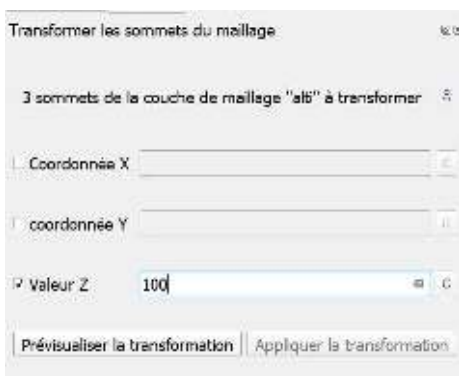 Transformer les sommets du maillage
3 sommets de la couche de maillage "alt6" à transformer
Coordonnée X
coordonnée Y
Valeur Z 100
Prévisualiser la transformation Appliquer la transformation